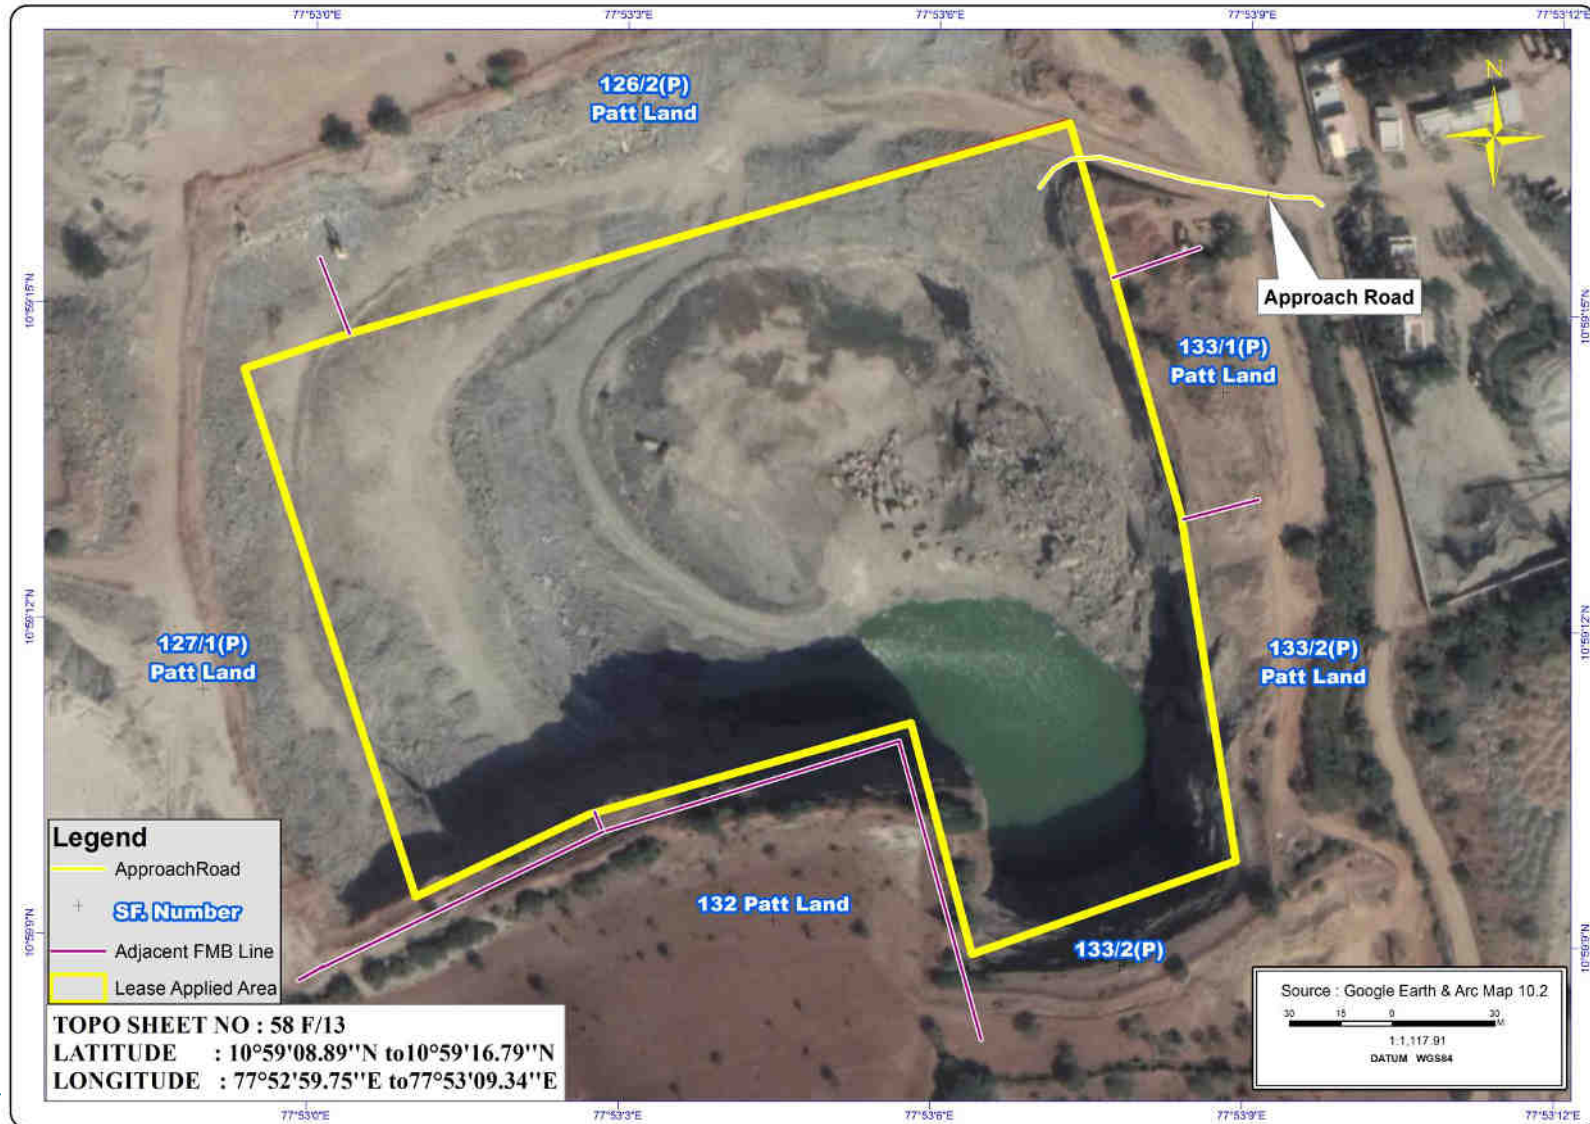 77°53'0"E
77°53'3"E
77°53'6"E
77°53'9"E
77°53'12"E
N
126/2(P)
Patt Land
10°59'15"N
10°59'15"N
Approach Road
133/1(P)
Patt Land
10°59'12"N
10°59'12"N
127/1(P)
Patt Land
133/2(P)
Patt Land
132 Patt Land
133/2(P)
10°59'9"N
10°59'9"N
Legend
ApproachRoad
SF. Number
Adjacent FMB Line
Lease Applied Area
TOPO SHEET NO : 58 F/13
LATITUDE : 10°59'08.89''N to10°59'16.79''N
LONGITUDE : 77°52'59.75''E to77°53'09.34''E
Source : Google Earth & Arc Map 10.2
30 15 0 30
M
1:1,117.91
DATUM WGS84
77°53'0"E
77°53'3"E
77°53'6"E
77°53'9"E
77°53'12"E